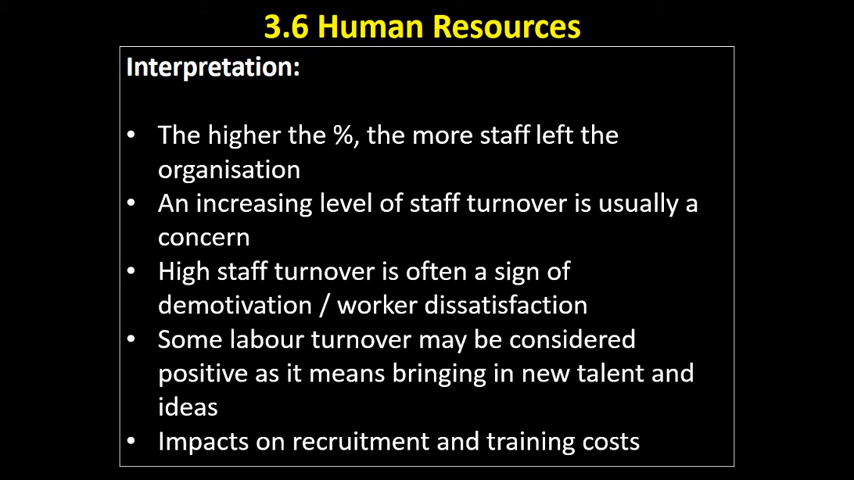 3.6 Human Resources
Interpretation:
• The higher the %, the more staff left the
organisation
• An increasing level of staff turnover is usually a
concern
• High staff turnover is often a sign of
demotivation / worker dissatisfaction
• Some labour turnover may be considered
positive as it means bringing in new talent and
ideas
• Impacts on recruitment and training costs